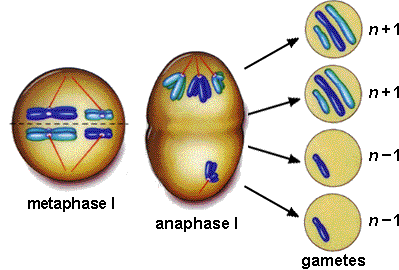 n+1
n+1
n−1
n−1
metaphase I
anaphase I
gametes